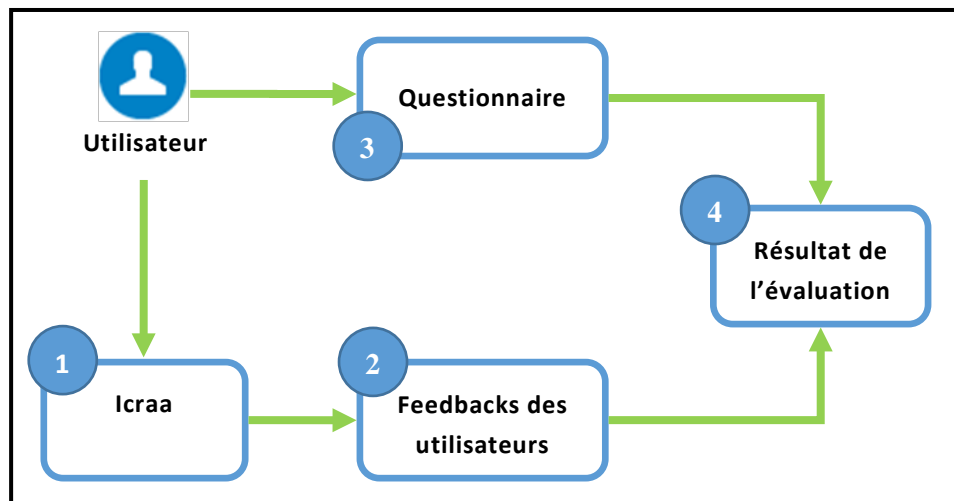 Utilisateur
Questionnaire
3
4
Résultat de
l’évaluation
1
Icraa
2
Feedbacks des
utilisateurs